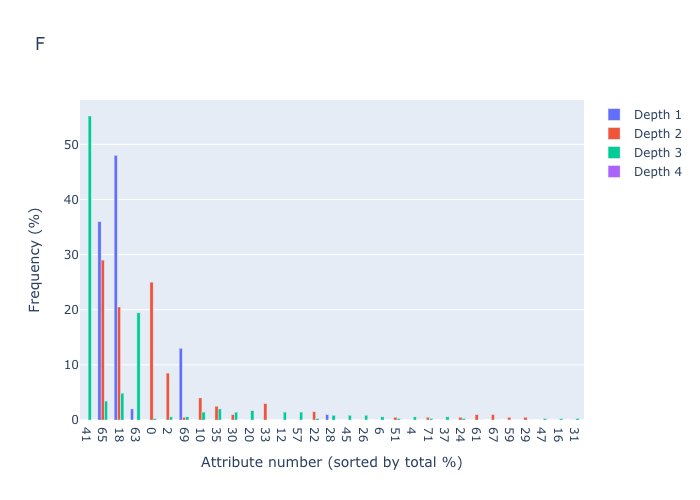 F
Depth 1
Depth 2
Depth 3
Depth 4
Frequency (%)
50
40
30
20
10
0
41 65 18 63 0 2 69 10 35 30 20 33 12 57 22 28 45 26 6 51 4 71 37 24 61 67 59 29 47 16 31
Attribute number (sorted by total %)